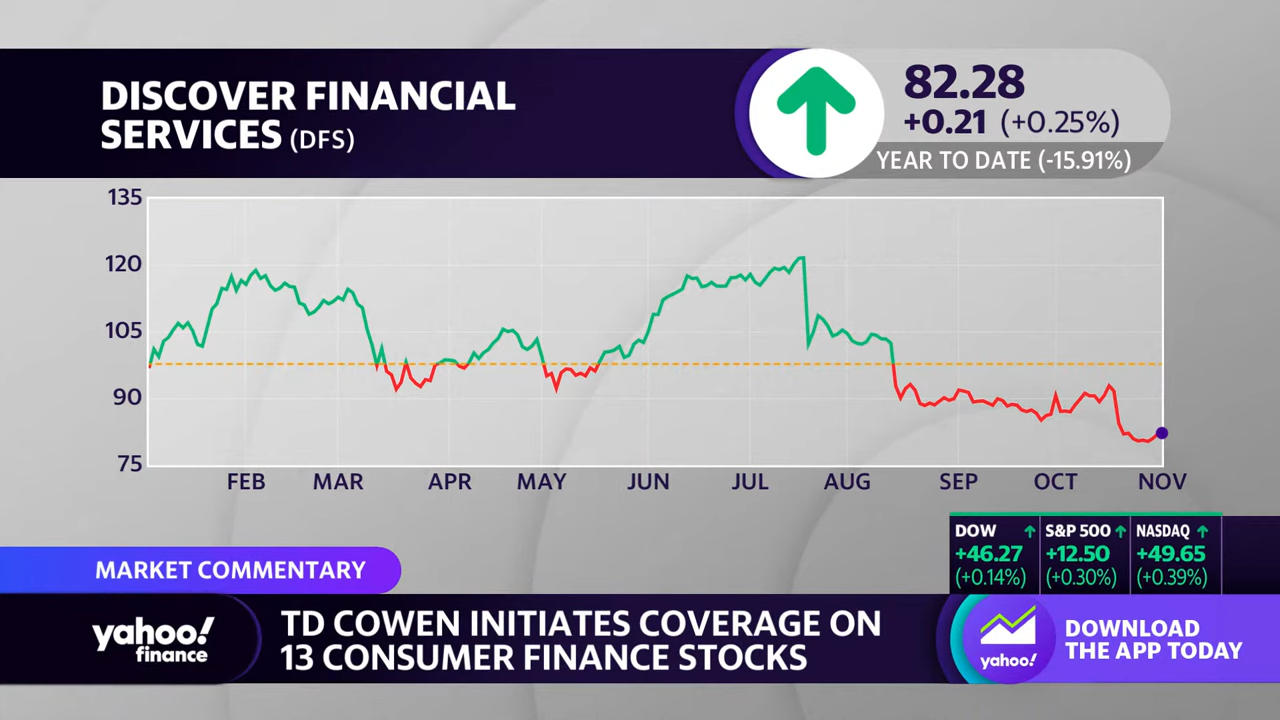 DISCOVER FINANCIAL
SERVICES (DFS)
82.28
+0.21 (+0.25%)
YEAR TO DATE (-15.91%)
135
120
105
90
75
FEB MAR APR MAY JUN JUL AUG SEP OCT NOV
DOW
+46.27
(+0.14%)
S&P 500
+12.50
(+0.30%)
NASDAQ
+49.65
(+0.39%)
MARKET COMMENTARY
yahoo!
finance
TD COWEN INITIATES COVERAGE ON
13 CONSUMER FINANCE STOCKS
yahoo!
DOWNLOAD
THE APP TODAY